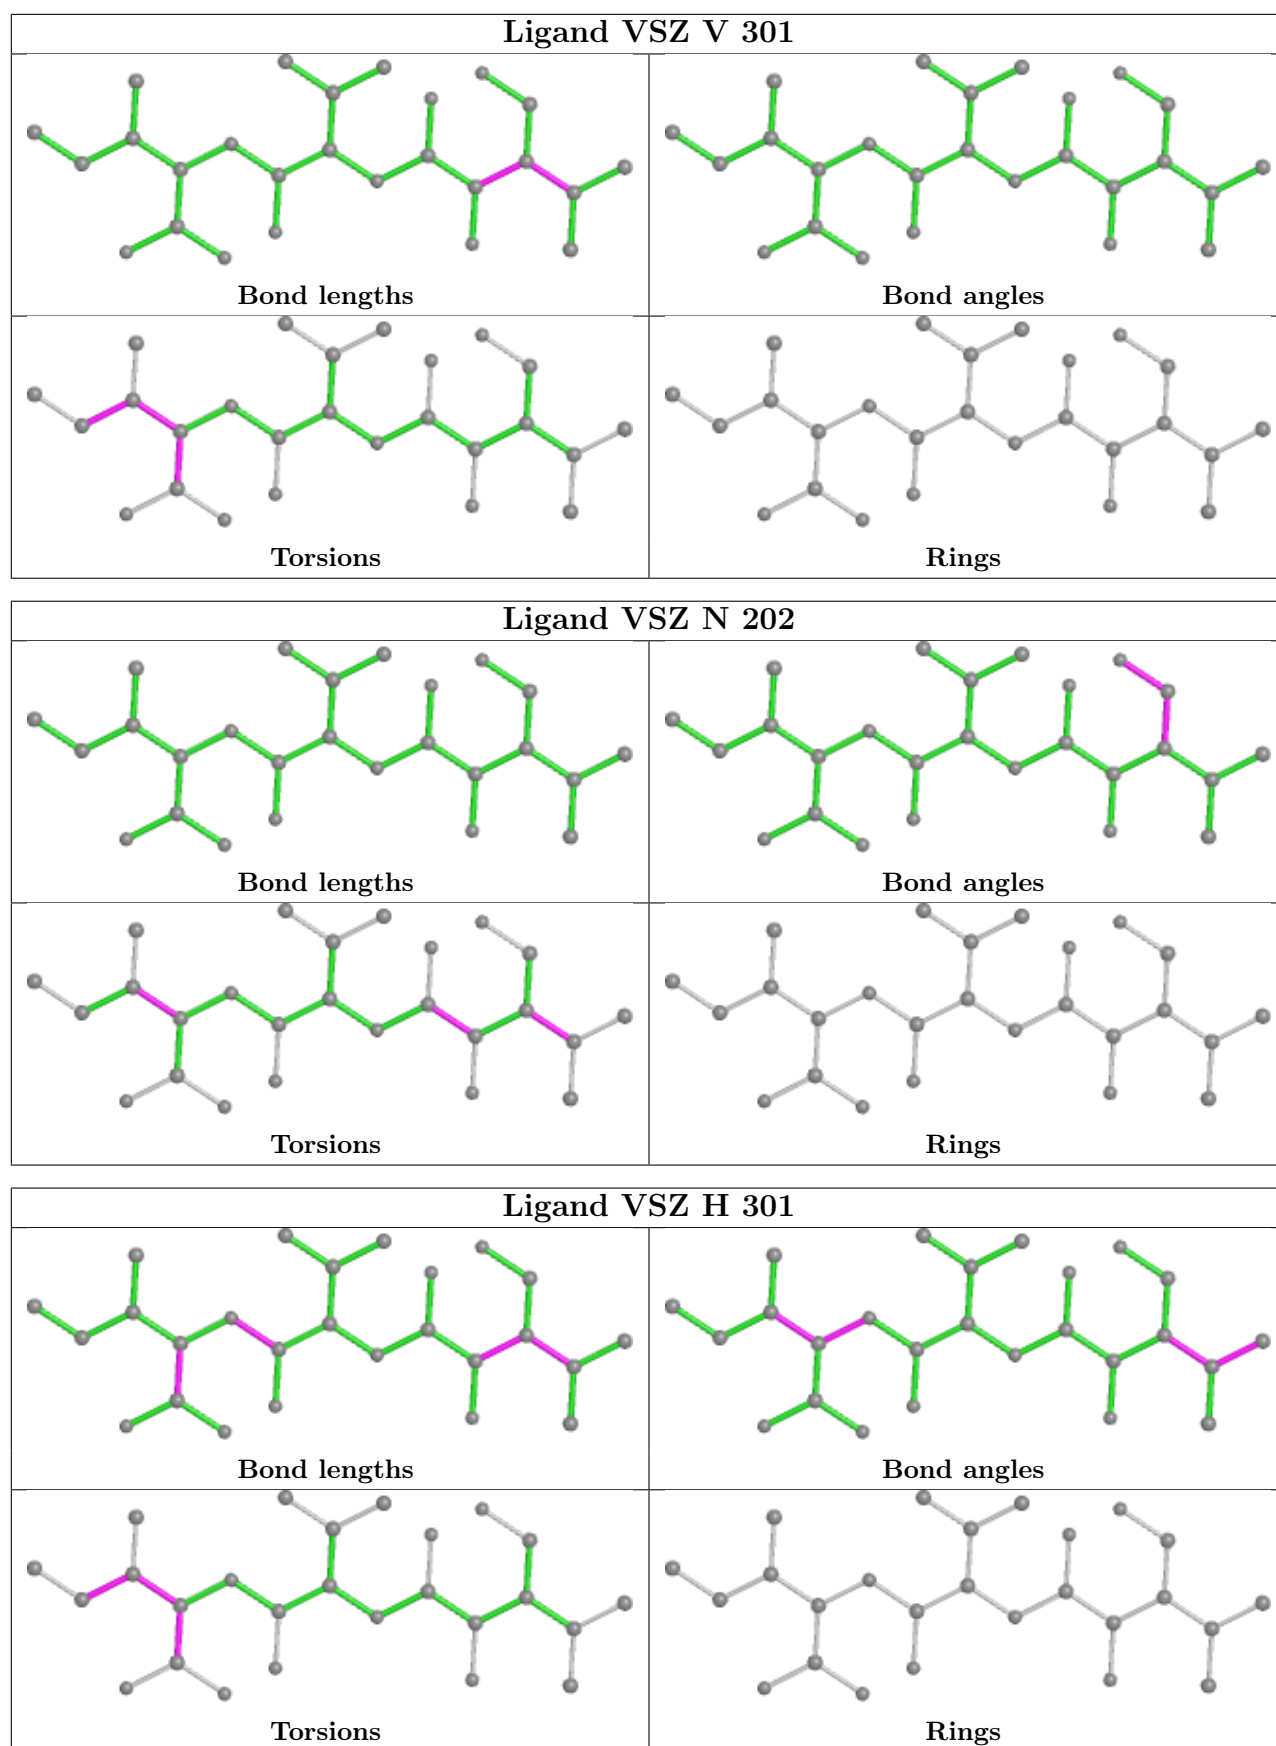 Ligand VSZ V 301
Bond lengths
Bond angles
Torsions
Rings
Ligand VSZ N 202
Bond lengths
Bond angles
Torsions
Rings
Ligand VSZ H 301
Bond lengths
Bond angles
Torsions
Rings